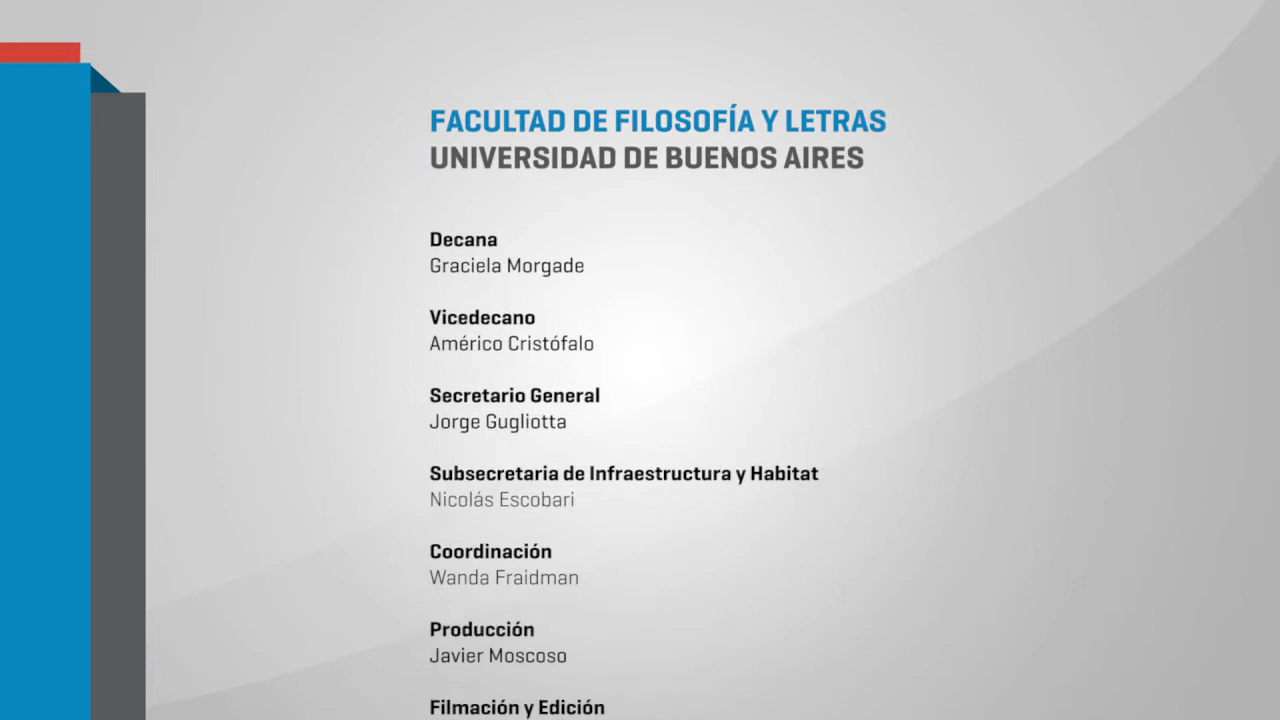 FACULTAD DE FILOSOFÍA Y LETRAS
UNIVERSIDAD DE BUENOS AIRES
Decana
Graciela Morgade
Vicedecano
Américo Cristófalo
Secretario General
Jorge Gugliotta
Subsecretaria de Infraestructura y Habitat
Nicolás Escobari
Coordinación
Wanda Fraidman
Producción
Javier Moscoso
Filmación y Edición